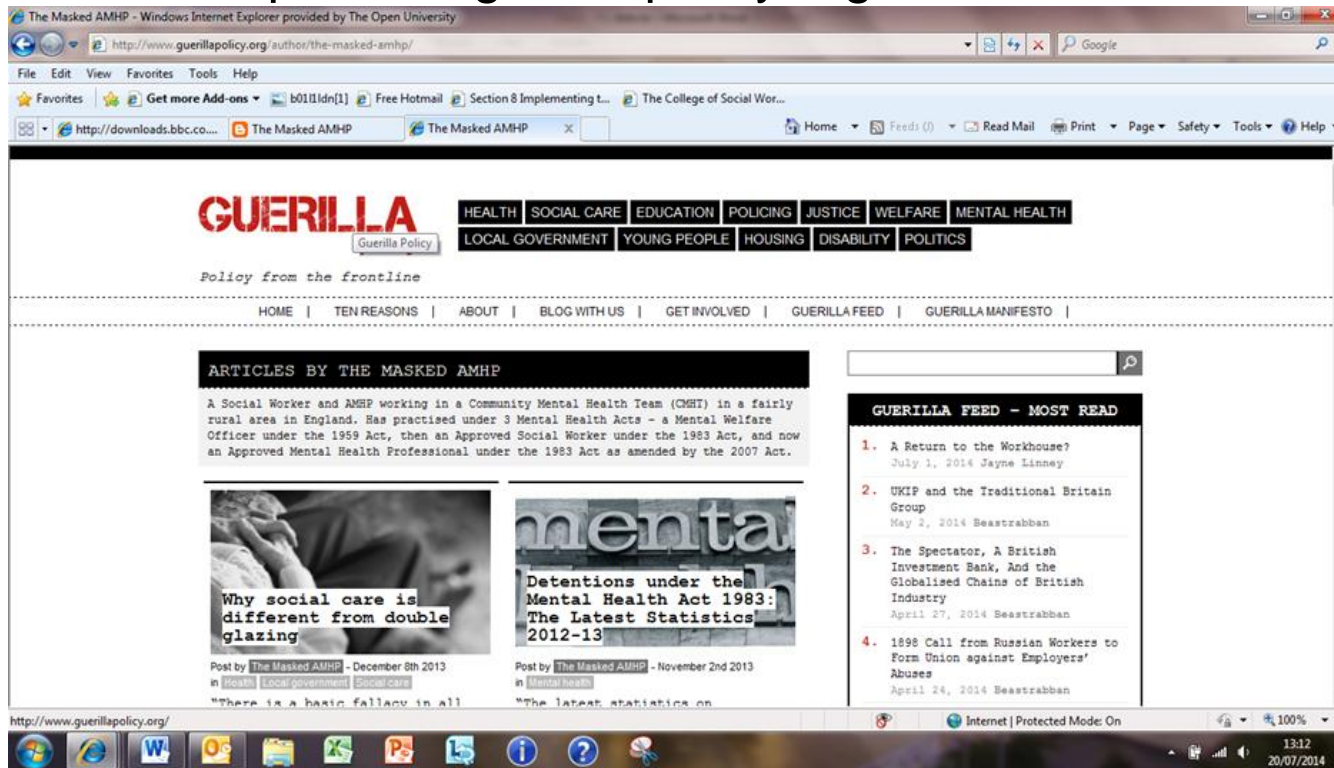 The Masked AMHP - Windows Internet Explorer provided by The Open University
http://www.guerillapolicy.org/author/the-masked-amhp/
Google
File Edit View Favorites Tools Help
Favorites Get more Add-ons b01l1ldn[1] Free Hotmail Section 8 Implementing t... The College of Social Wor...
http://downloads.bbc.co.... The Masked AMHP The Masked AMHP Home Feeds (J) Read Mail Print Page Safety Tools Help
GUERILLA
HEALTH SOCIAL CARE EDUCATION POLICING JUSTICE WELFARE MENTAL HEALTH
LOCAL GOVERNMENT YOUNG PEOPLE HOUSING DISABILITY POLITICS
Guerilla Policy
Policy from the frontline
HOME | TEN REASONS | ABOUT | BLOG WITH US | GET INVOLVED | GUERILLA FEED | GUERILLA MANIFESTO |
ARTICLES BY THE MASKED AMHP
A Social Worker and AMHP working in a Community Mental Health Team (CMHT) in a fairly
rural area in England. Has practised under 3 Mental Health Acts - a Mental Welfare
Officer under the 1959 Act, then an Approved Social Worker under the 1983 Act, and now
an Approved Mental Health Professional under the 1983 Act as amended by the 2007 Act.
Why social care is
different from double
glazing
Post by The Masked AMHP - December 8th 2013
in Health Local government Social care
"There is a basic fallacy in all
mental
Detentions under the
Mental Health Act 1983:
The Latest Statistics
2012-13
Post by The Masked AMHP - November 2nd 2013
in Mental health
"The latest statistics on
GUERILLA FEED - MOST READ
1. A Return to the Workhouse?
July 1, 2014 Jayne Linney
2. UKIP and the Traditional Britain
Group
May 2, 2014 Beastrabban
3. The Spectator, A British
Investment Bank, And the
Globalised Chains of British
Industry
April 27, 2014 Beastrabban
4. 1898 Call from Russian Workers to
Form Union against Employers'
Abuses
April 24, 2014 Beastrabban
http://www.guerillapolicy.org/
Internet | Protected Mode: On
100%
13:12
20/07/2014